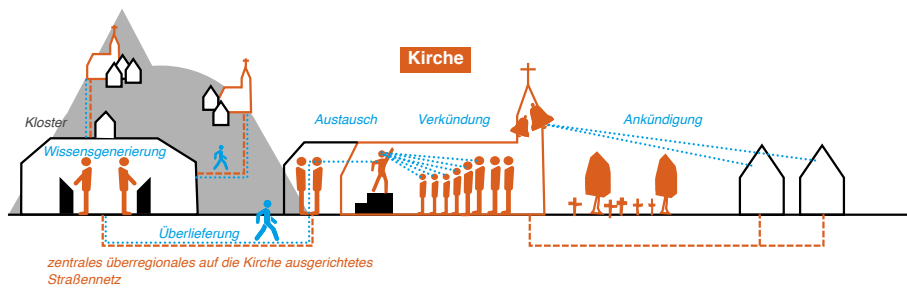 Kirche
Kloster
Austausch
Verkündung
Ankündigung
Wissensgenerierung
Überlieferung
zentrales überregionales auf die Kirche ausgerichtetes
Straßennetz